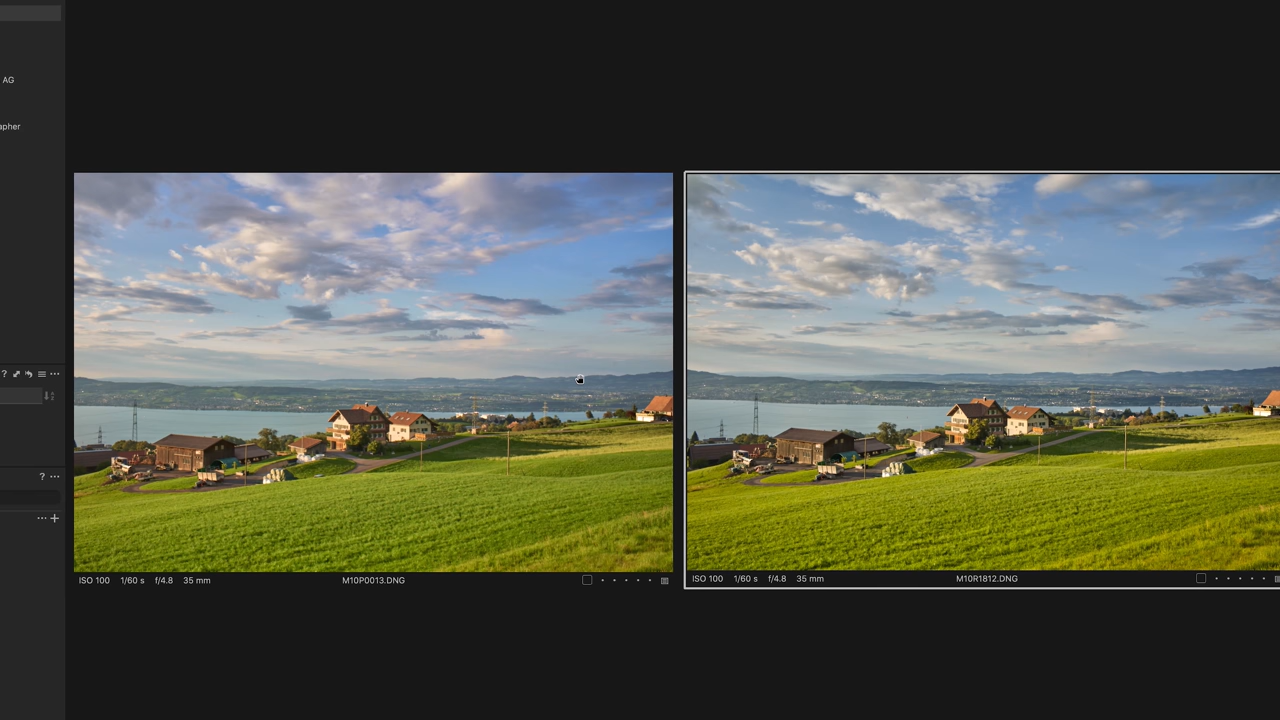 AG
apher
?
?
ISO 100 1/60 s f/4.8 35 mm M10P0013.DNG
ISO 100 1/60 s f/4.8 35 mm M10R1812.DNG